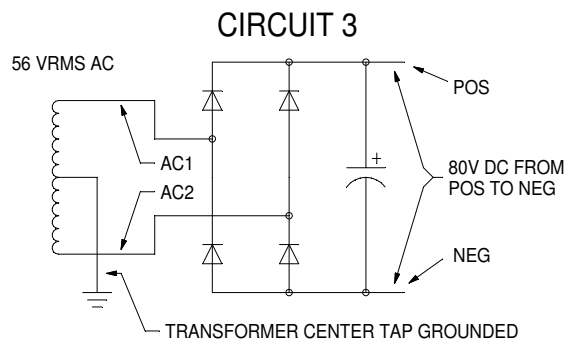 CIRCUIT 3
56 VRMS AC
POS
AC1
AC2
80V DC FROM
POS TO NEG
+
NEG
TRANSFORMER CENTER TAP GROUNDED